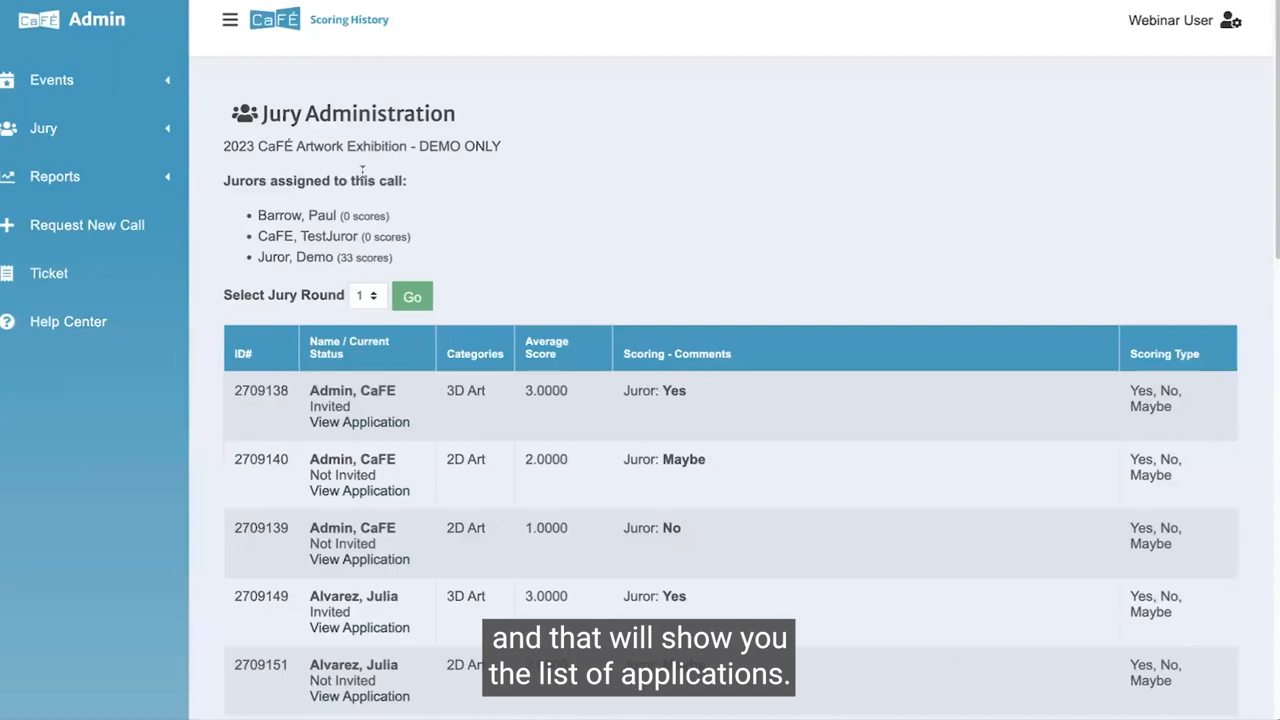 CaFÉ Admin
CaFÉ Scoring History
Webinar User
Events
Jury
Reports
Request New Call
Ticket
Help Center
Jury Administration
2023 CaFÉ Artwork Exhibition - DEMO ONLY
Jurors assigned to this call:
• Barrow, Paul (0 scores)
• CaFE, TestJuror (0 scores)
• Juror, Demo (33 scores)
Select Jury Round 1 Go
ID# Name / Current Status Categories Average Score Scoring - Comments Scoring Type
2709138 Admin, CaFE 3D Art 3.0000 Juror: Yes Yes, No,
Invited Maybe
View Application
2709140 Admin, CaFE 2D Art 2.0000 Juror: Maybe Yes, No,
Not Invited Maybe
View Application
2709139 Admin, CaFE 2D Art 1.0000 Juror: No Yes, No,
Not Invited Maybe
View Application
2709149 Alvarez, Julia 3D Art 3.0000 Juror: Yes Yes, No,
Invited Maybe
View Application
2709151 Alvarez, Julia 2D Yes, No,
Not Invited Maybe
View Application
and that will show you
the list of applications.